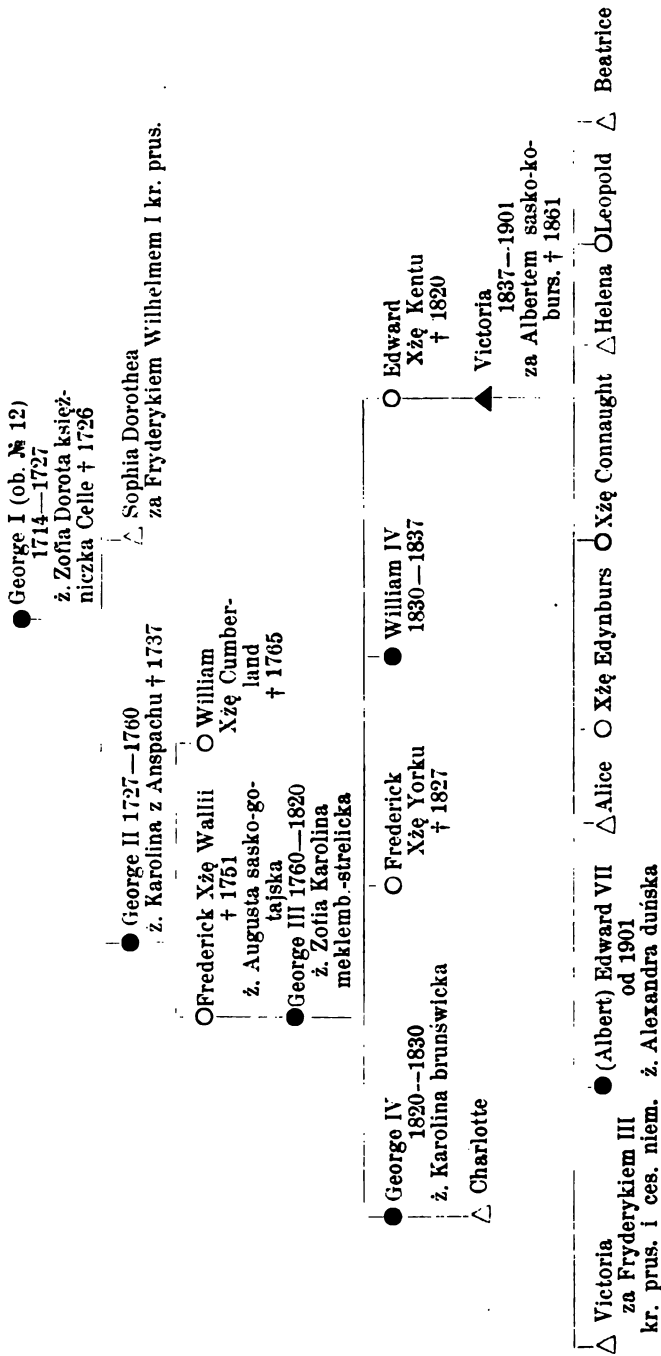 George I (ob. № 12)
1714—1727
ż. Zofia Dorota księż-
niczka Celle † 1726
George II 1727—1760
ż. Karolina z Anspachu † 1737
Sophia Dorothea
za Fryderykiem Wilhelmem I kr. prus.
Frederick Xżę Wallii
† 1751
ż. Augusta sasko-go-
tajska
William
Xżę Cumber-
land
† 1765
George III 1760—1820
ż. Zofia Karolina
meklemb.-strelicka
George IV
1820—1830
ż. Karolina brunświcka
Frederick
Xżę Yorku
† 1827
William IV
1830—1837
Edward
Xżę Kentu
† 1820
Charlotte
Victoria
1837—1901
za Albertem sasko-ko-
burs. † 1861
Victoria
za Fryderykiem III
kr. prus. i ces. niem.
(Albert) Edward VII
od 1901
ż. Alexandra duńska
Alice
Xżę Edynburs
Xżę Connaught
Helena
Leopold
Beatrice